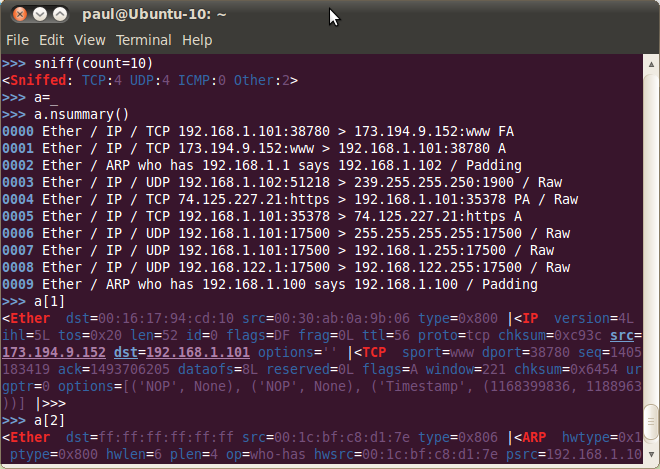 paul@Ubuntu-10: ~
File Edit View Terminal Help
>>> sniff(count=10)
<Sniffed: TCP:4 UDP:4 ICMP:0 Other:2>
>>> a=_
>>> a.nsummary()
0000 Ether / IP / TCP 192.168.1.101:38780 > 173.194.9.152:www FA
0001 Ether / IP / TCP 173.194.9.152:www > 192.168.1.101:38780 A
0002 Ether / ARP who has 192.168.1.1 says 192.168.1.102 / Padding
0003 Ether / IP / UDP 192.168.1.102:51218 > 239.255.255.250:1900 / Raw
0004 Ether / IP / TCP 74.125.227.21:https > 192.168.1.101:35378 PA / Raw
0005 Ether / IP / TCP 192.168.1.101:35378 > 74.125.227.21:https A
0006 Ether / IP / UDP 192.168.1.101:17500 > 255.255.255.255:17500 / Raw
0007 Ether / IP / UDP 192.168.1.101:17500 > 192.168.1.255:17500 / Raw
0008 Ether / IP / UDP 192.168.122.1:17500 > 192.168.122.255:17500 / Raw
0009 Ether / ARP who has 192.168.1.100 says 192.168.1.100 / Padding
>>> a[1]
<Ether  dst=00:16:17:94:cd:10 src=00:30:ab:0a:9b:06 type=0x800 |<IP  version=4L
ihl=5L tos=0x20 len=52 id=0 flags=DF frag=0L ttl=56 proto=tcp chksum=0xc93c src=
173.194.9.152 dst=192.168.1.101 options='' |<TCP  sport=www dport=38780 seq=1405
183419 ack=1493706205 dataofs=8L reserved=0L flags=A window=221 chksum=0x6454 ur
gptr=0 options=[('NOP', None), ('NOP', None), ('Timestamp', (1168399836, 1188963
))] |>>>
>>> a[2]
<Ether  dst=ff:ff:ff:ff:ff:ff src=00:1c:bf:c8:d1:7e type=0x806 |<ARP  hwtype=0x1
ptype=0x800 hwlen=6 plen=4 op=who-has hwsrc=00:1c:bf:c8:d1:7e psrc=192.168.1.10